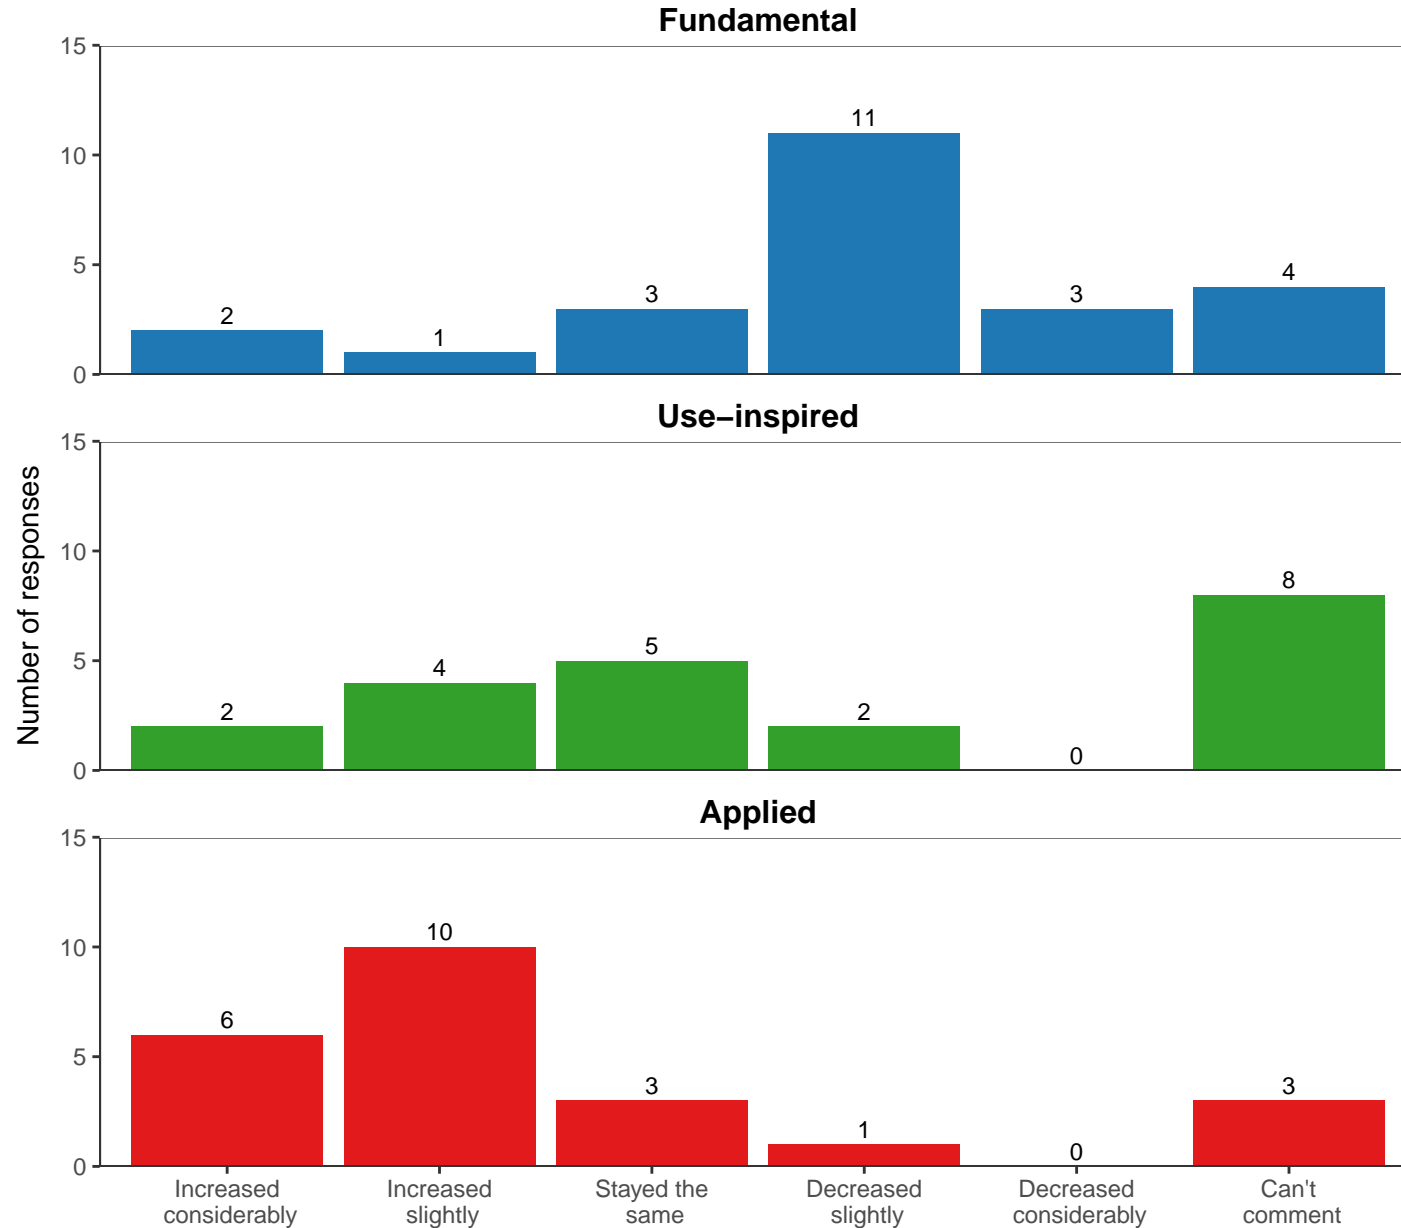 Fundamental
15
10
5
0
2
1
3
11
3
4
Use−inspired
15
10
5
0
2
4
5
2
0
8
Number of responses
Applied
15
10
5
0
6
10
3
1
0
3
Increased
considerably
Increased
slightly
Stayed the
same
Decreased
slightly
Decreased
considerably
Can't
comment